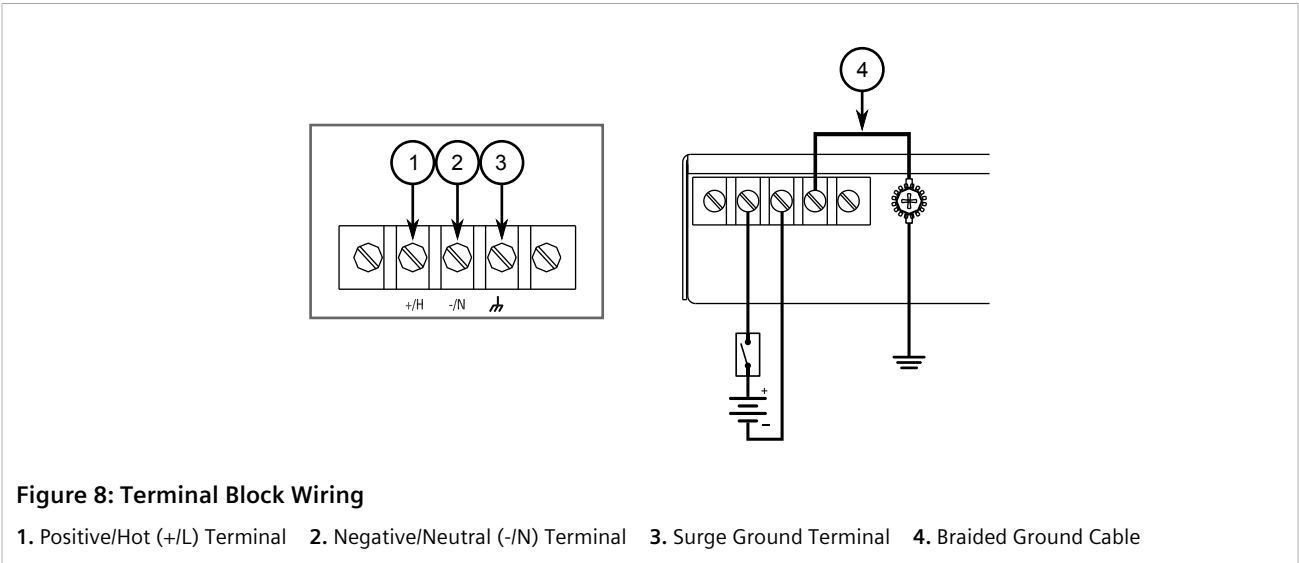 4
1 2 3
+/H -/N
+
−
Figure 8: Terminal Block Wiring
1. Positive/Hot (+/L) Terminal 2. Negative/Neutral (-/N) Terminal 3. Surge Ground Terminal 4. Braided Ground Cable